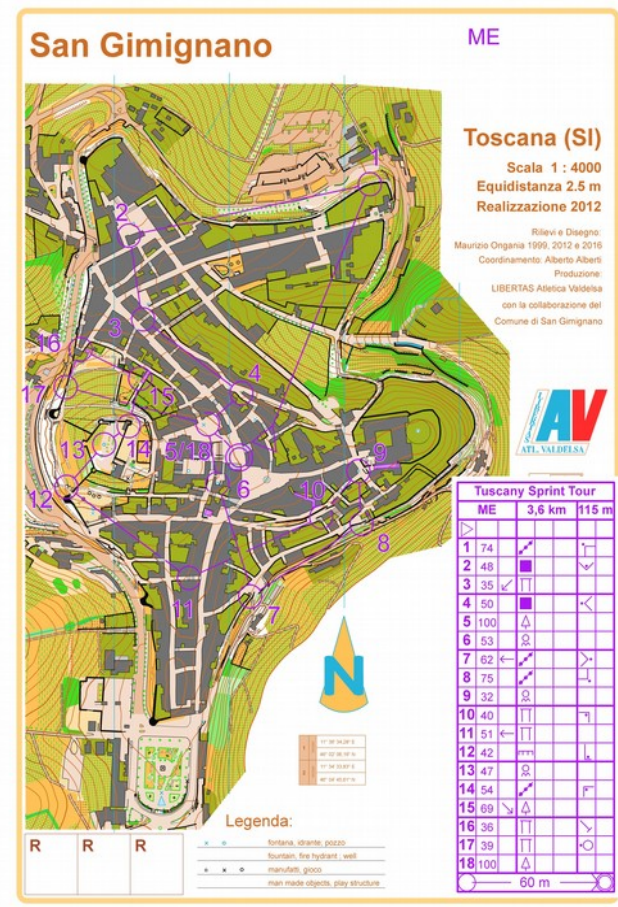 San Gimignano
ME
Toscana (SI)
Scala 1 : 4000
Equidistanza 2.5 m
Realizzazione 2012
Rilievi e Disegno:
Maurizio Ongania 1999, 2012 e 2016
Coordinamento: Alberto Alberti
Produzione:
LIBERTAS Atletica Valdelsa
con la collaborazione del
Comune di San Gimignano
LIBERTAS
AV
ATL. VALDELSA
1
2
3
4
16
17
15
13
14
5/18
9
12
6
10
8
11
7
N
Tuscany Sprint Tour
ME 3,6 km 115 m
1 74
2 48
3 35
4 50
5 100
6 53
7 62
8 75
9 32
10 40
11 51
12 42
13 47
14 54
15 69
16 36
17 39
18 100
60 m
Legenda:
fontana, idrante, pozzo
fountain, fire hydrant ; well
manufatti, gioco
man made objects, play structure
R R R